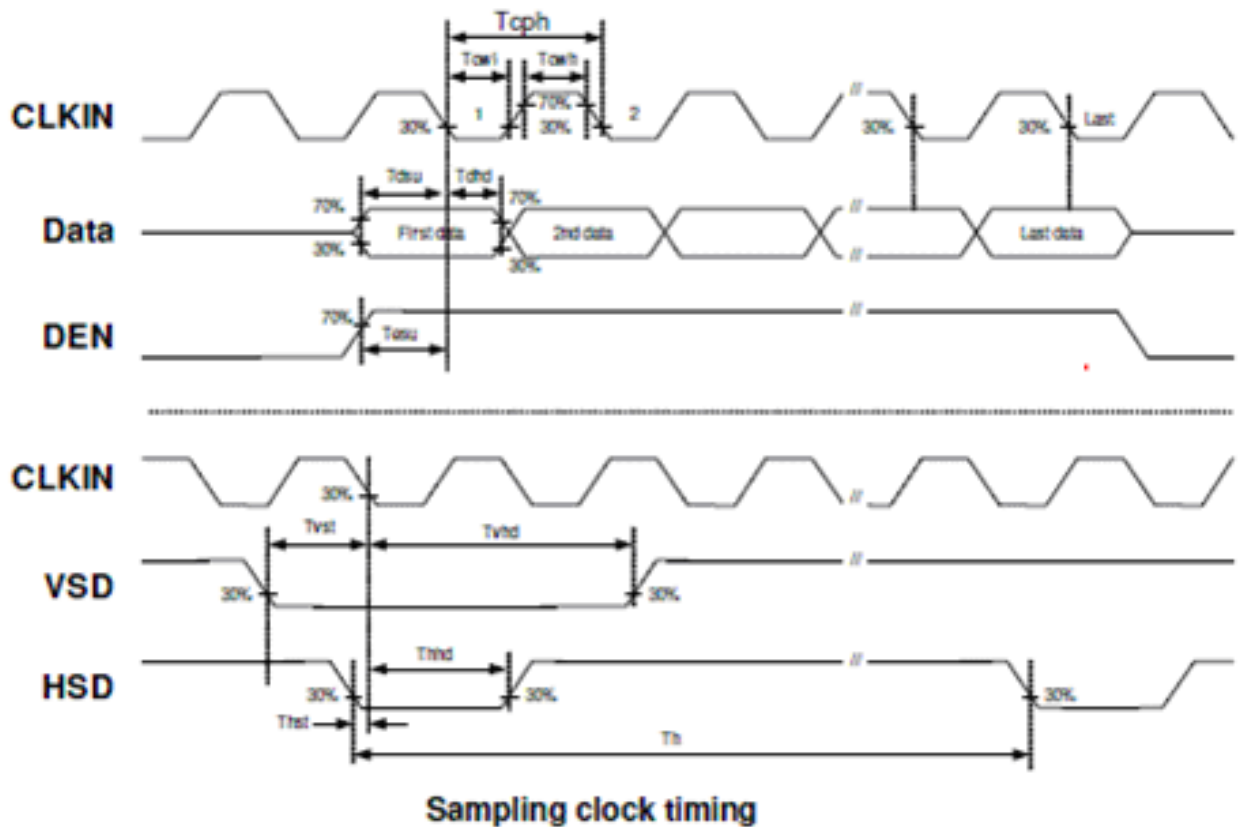 Tcph
Tcwl Tcwh
CLKIN 30% 1 70% 30% 2 // 30% 30% Last
Tdsu Tdhd
70% 70%
Data First data 2nd data // Last data
30% 30%
DEN 70% //
Tesu
CLKIN 30% //
Tvst Tvhd
VSD 30% 30% //
Thhd
HSD 30% 30% // 30%
Thst
Th
Sampling clock timing